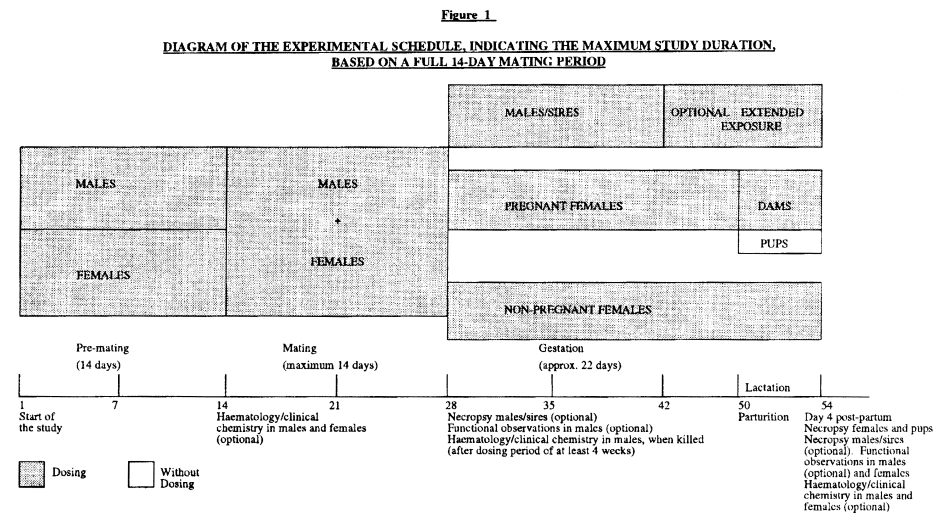 Figure 1
DIAGRAM OF THE EXPERIMENTAL SCHEDULE, INDICATING THE MAXIMUM STUDY DURATION,
BASED ON A FULL 14-DAY MATING PERIOD
MALES/SIRES
OPTIONAL EXTENDED
EXPOSURE
MALES
FEMALES
MALES
+
FEMALES
PREGNANT FEMALES
DAMS
PUPS
NON-PREGNANT FEMALES
Pre-mating
(14 days)
Mating
(maximum 14 days)
Gestation
(approx. 22 days)
Lactation
1
7
14
21
28
35
42
50
54
Start of
the study
Haematology/clinical
chemistry in males and females
(optional)
Necropsy males/sires (optional)
Functional observations in males (optional)
Haematology/clinical chemistry in males, when killed
(after dosing period of at least 4 weeks)
Parturition
Day 4 post-partum
Necropsy females and pups
Necropsy males/sires
(optional). Functional
observations in males
(optional) and females
Haematology/clinical
chemistry in males and
females (optional)
Dosing
Without
Dosing